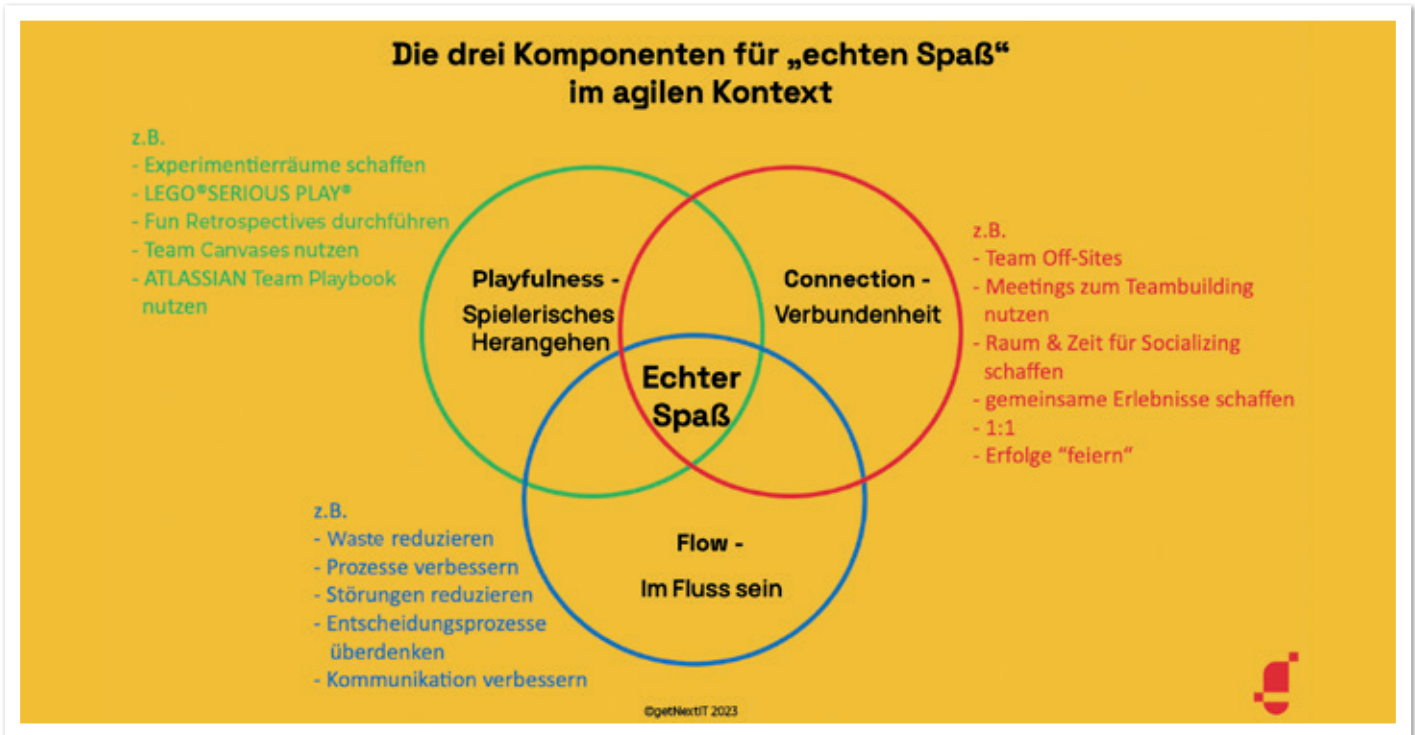 Die drei Komponenten für „echten Spaß“
im agilen Kontext
z.B.
- Experimentierräume schaffen
- LEGO®SERIOUS PLAY®
- Fun Retrospectives durchführen
- Team Canvases nutzen
- ATLASSIAN Team Playbook
nutzen
Playfulness -
Spielerisches
Herangehen
Connection -
Verbundenheit
z.B.
- Team Off-Sites
- Meetings zum Teambuilding
nutzen
- Raum & Zeit für Socializing
schaffen
- gemeinsame Erlebnisse schaffen
- 1:1
- Erfolge “feiern”
Echter
Spaß
z.B.
- Waste reduzieren
- Prozesse verbessern
- Störungen reduzieren
- Entscheidungsprozesse
überdenken
- Kommunikation verbessern
Flow -
Im Fluss sein
©getNextIT 2023